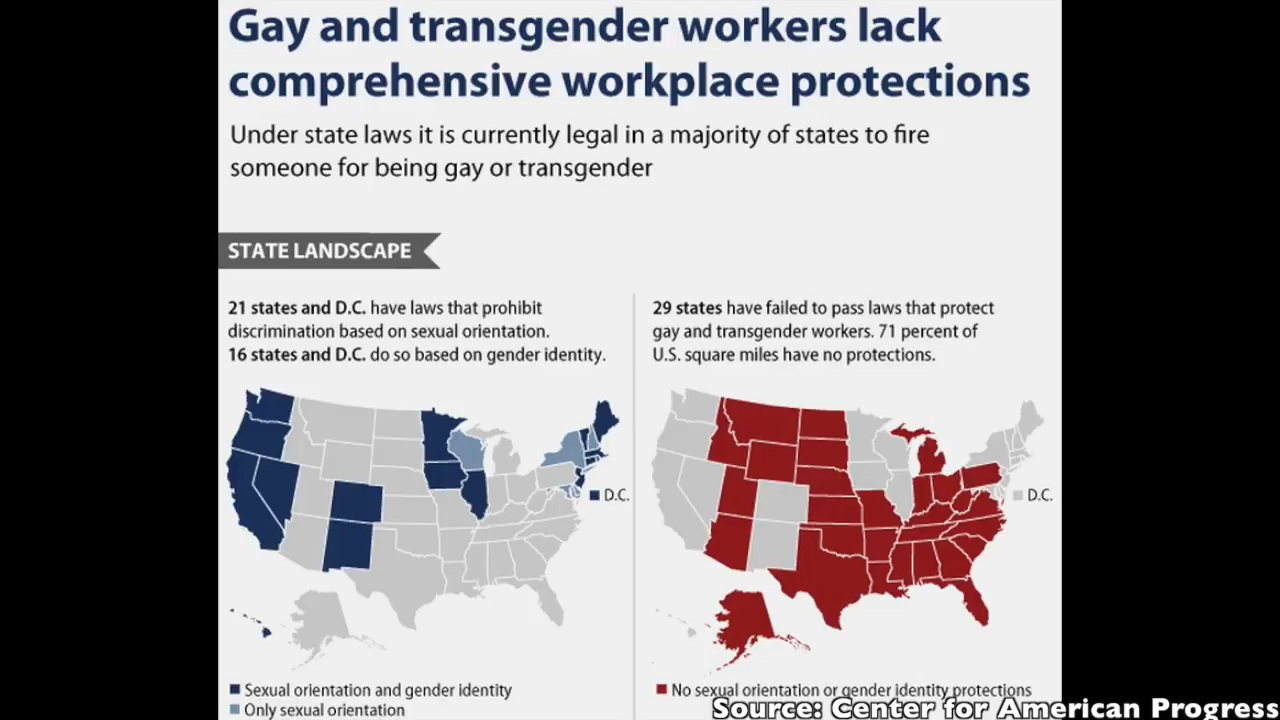 Gay and transgender workers lack
comprehensive workplace protections
Under state laws it is currently legal in a majority of states to fire
someone for being gay or transgender
STATE LANDSCAPE
21 states and D.C. have laws that prohibit
discrimination based on sexual orientation.
16 states and D.C. do so based on gender identity.
29 states have failed to pass laws that protect
gay and transgender workers. 71 percent of
U.S. square miles have no protections.
D.C.
D.C.
Sexual orientation and gender identity
Only sexual orientation
No sexual orientation or gender identity protections
Source: Center for American Progress